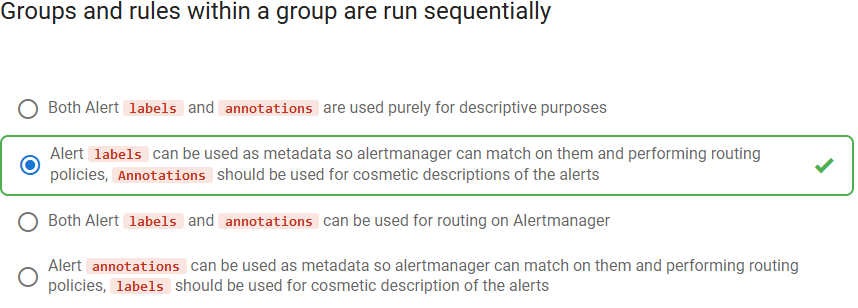 Groups and rules within a group are run sequentially
Both Alert labels and annotations are used purely for descriptive purposes
Alert labels can be used as metadata so alertmanager can match on them and performing routing
policies, Annotations should be used for cosmetic descriptions of the alerts
Both Alert labels and annotations can be used for routing on Alertmanager
Alert annotations can be used as metadata so alertmanager can match on them and performing routing
policies, labels should be used for cosmetic description of the alerts